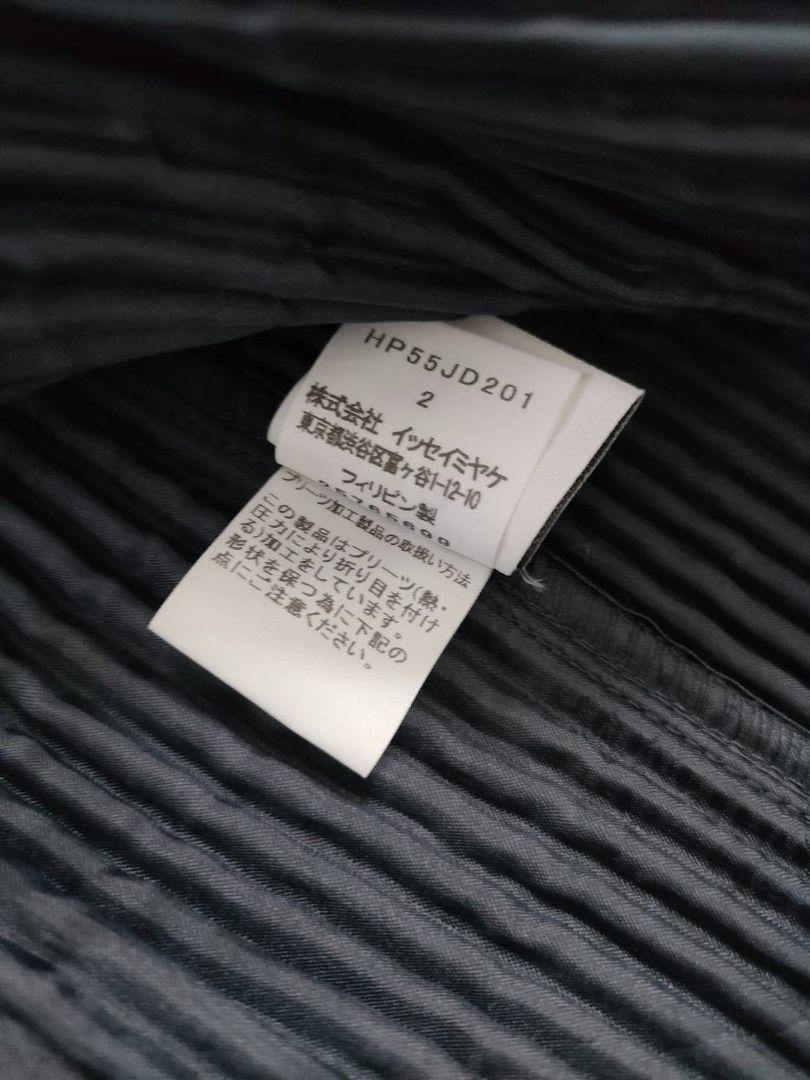 HP55JD201
2
株式会社 イッセイミヤケ
東京都渋谷区富ヶ谷1-12-10
フィリピン製
プリーツ加工製品の取扱い方法
この製品はプリーツ(熱・
圧力により折り目を付け
る)加工をしています。
形状を保つ為に下記の
点にご注意ください。